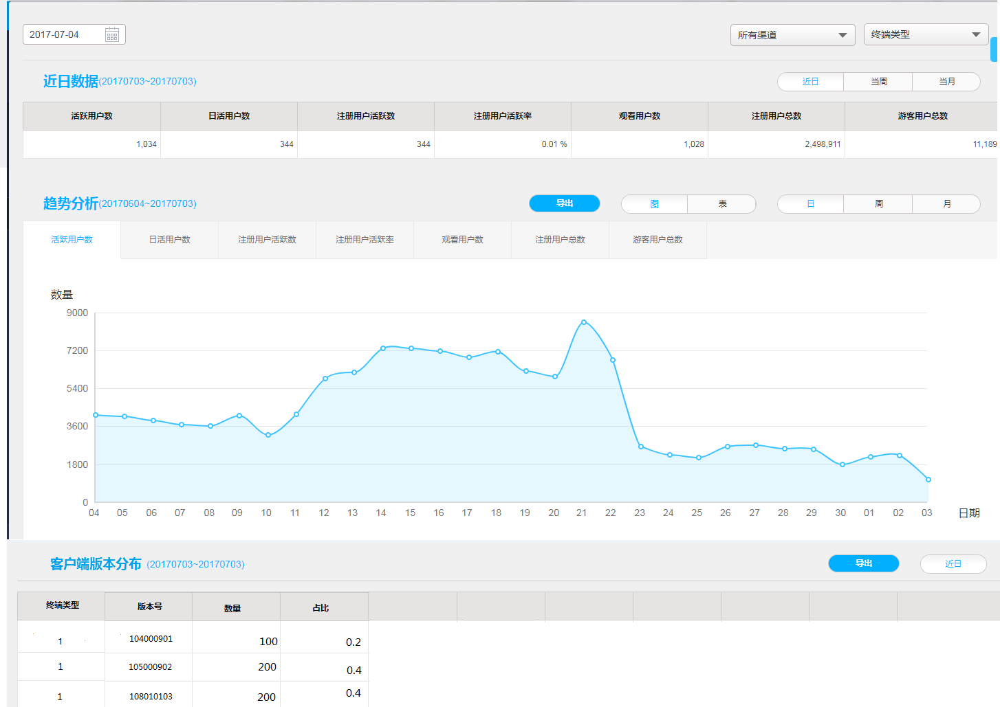 2017-07-04
所有渠道
终端类型
近日数据(20170703~20170703)
近日 当周 当月
活跃用户数 日活用户数 注册用户活跃数 注册用户活跃率 观看用户数 注册用户总数 游客用户总数
1,034 344 344 0.01 % 1,028 2,498,911 11,189
趋势分析(20170604~20170703)
导出 图 表 日 周 月
活跃用户数 日活用户数 注册用户活跃数 注册用户活跃率 观看用户数 注册用户总数 游客用户总数
数量
9000
7200
5400
3600
1800
0
04 05 06 07 08 09 10 11 12 13 14 15 16 17 18 19 20 21 22 23 24 25 26 27 28 29 30 01 02 03
日期
客户端版本分布 (20170703~20170703)
导出 近日
终端类型 版本号 数量 占比
1 104000901 100 0.2
1 105000902 200 0.4
1 108010103 200 0.4